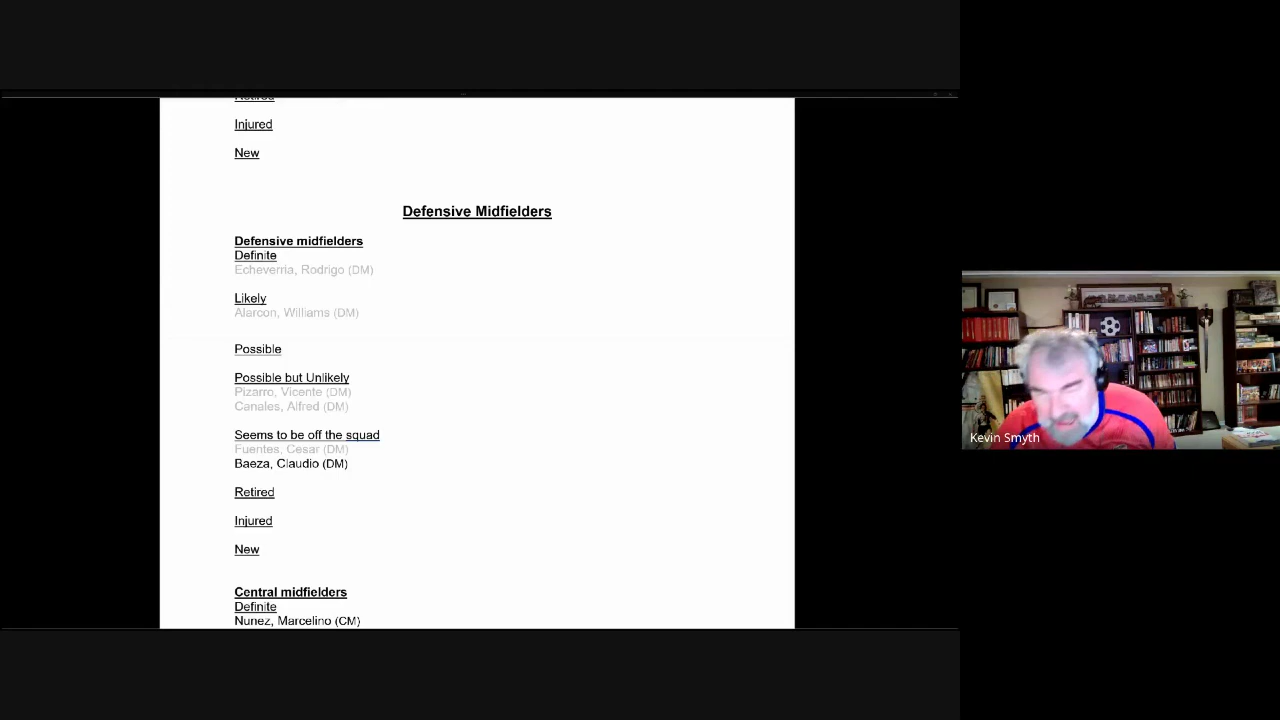 Retired
Injured
New
Defensive Midfielders
Defensive midfielders
Definite
Echeverria, Rodrigo (DM)
Likely
Alarcon, Williams (DM)
Possible
Possible but Unlikely
Pizarro, Vicente (DM)
Canales, Alfred (DM)
Seems to be off the squad
Fuentes, Cesar (DM)
Baeza, Claudio (DM)
Retired
Injured
New
Central midfielders
Definite
Nunez, Marcelino (CM)
Kevin Smyth